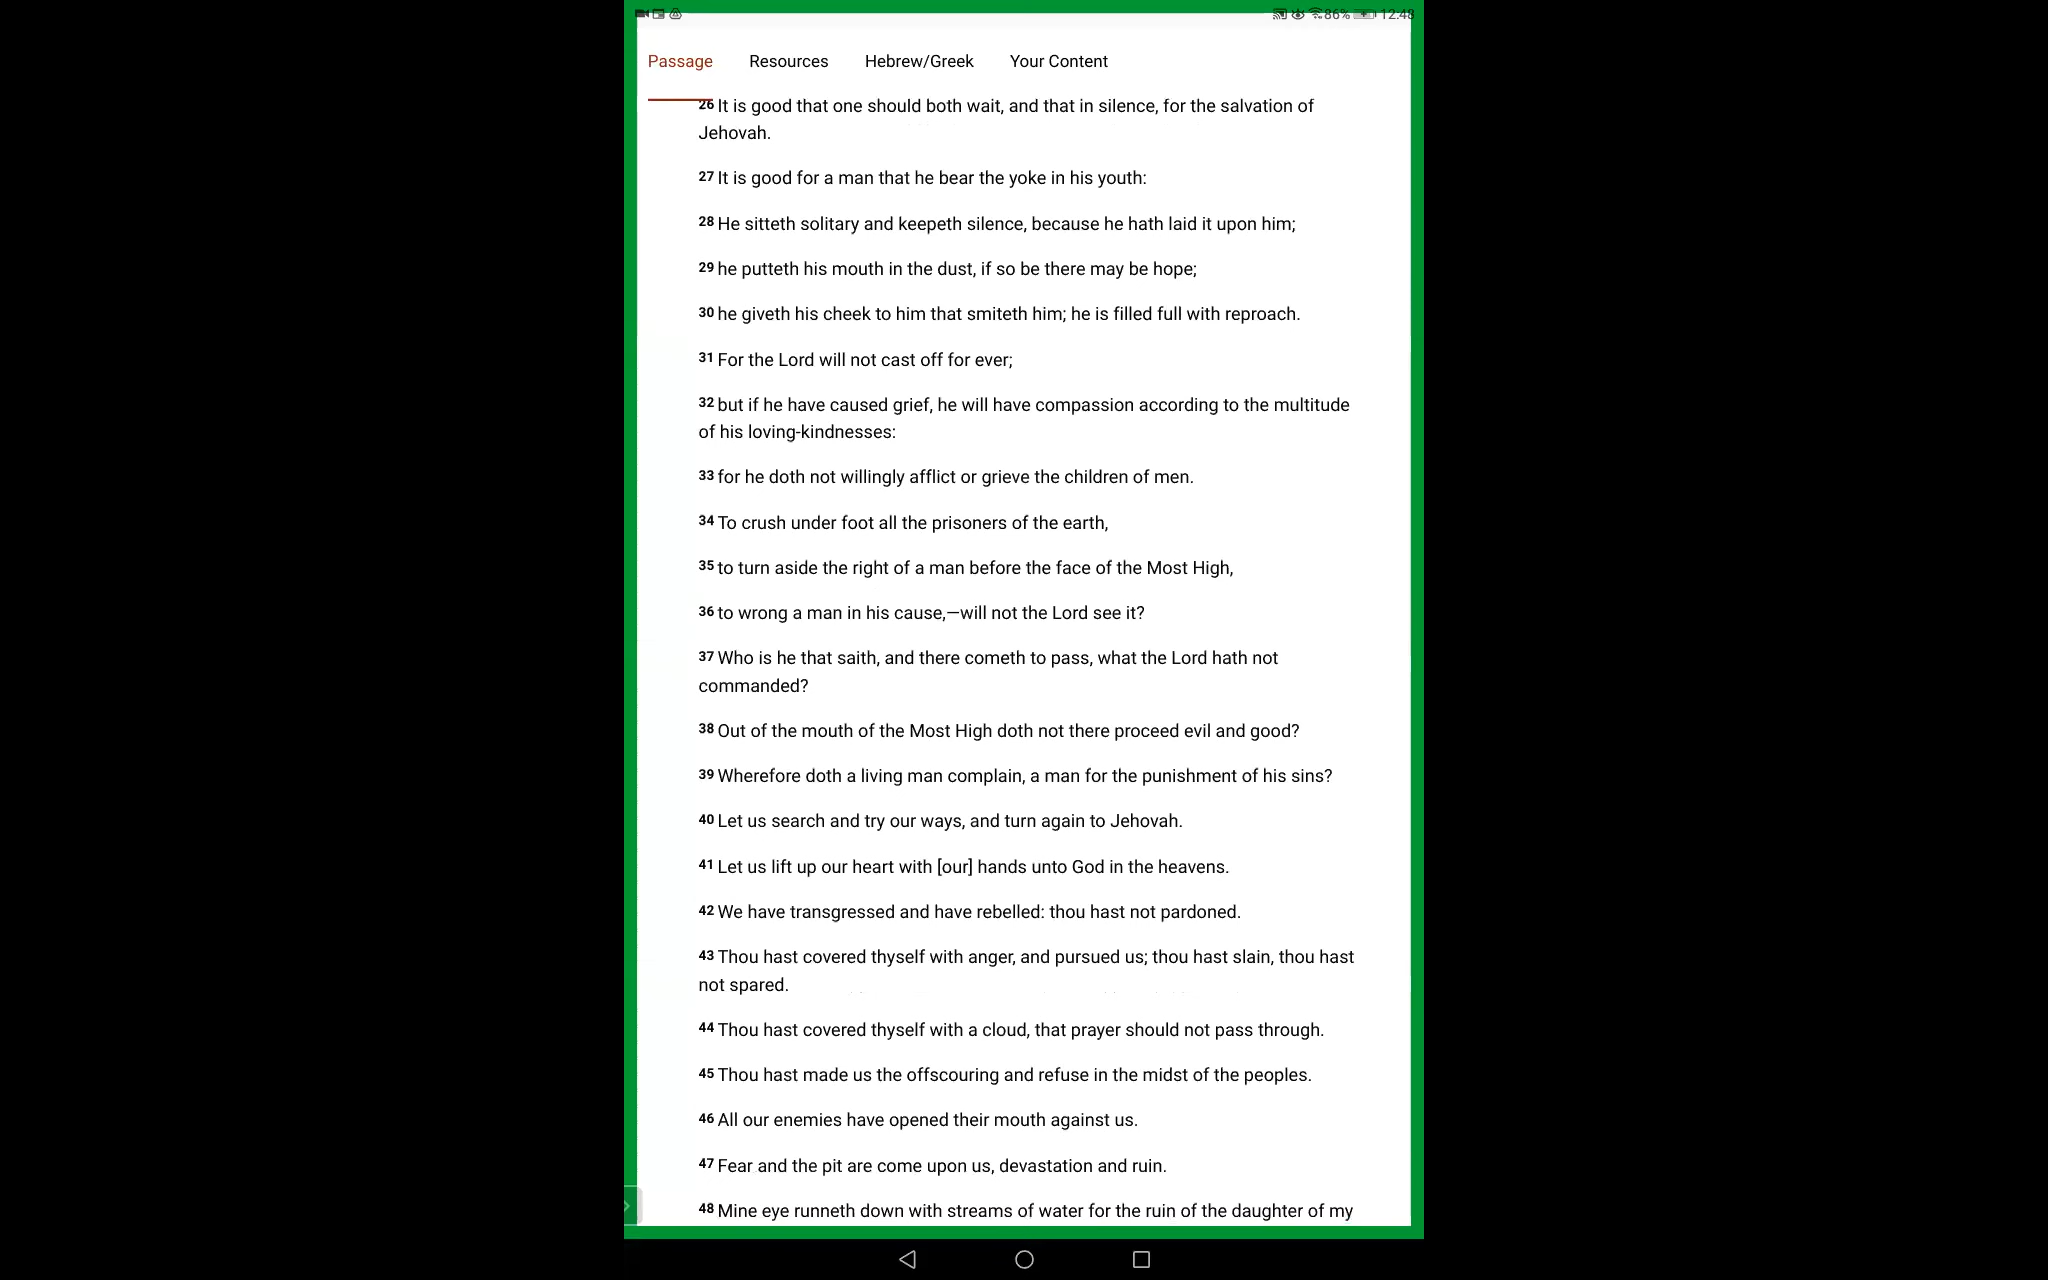 86% 12:48
Passage Resources Hebrew/Greek Your Content
26 It is good that one should both wait, and that in silence, for the salvation of
Jehovah.
27 It is good for a man that he bear the yoke in his youth:
28 He sitteth solitary and keepeth silence, because he hath laid it upon him;
29 he putteth his mouth in the dust, if so be there may be hope;
30 he giveth his cheek to him that smiteth him; he is filled full with reproach.
31 For the Lord will not cast off for ever;
32 but if he have caused grief, he will have compassion according to the multitude
of his loving-kindnesses:
33 for he doth not willingly afflict or grieve the children of men.
34 To crush under foot all the prisoners of the earth,
35 to turn aside the right of a man before the face of the Most High,
36 to wrong a man in his cause,—will not the Lord see it?
37 Who is he that saith, and there cometh to pass, what the Lord hath not
commanded?
38 Out of the mouth of the Most High doth not there proceed evil and good?
39 Wherefore doth a living man complain, a man for the punishment of his sins?
40 Let us search and try our ways, and turn again to Jehovah.
41 Let us lift up our heart with [our] hands unto God in the heavens.
42 We have transgressed and have rebelled: thou hast not pardoned.
43 Thou hast covered thyself with anger, and pursued us; thou hast slain, thou hast
not spared.
44 Thou hast covered thyself with a cloud, that prayer should not pass through.
45 Thou hast made us the offscouring and refuse in the midst of the peoples.
46 All our enemies have opened their mouth against us.
47 Fear and the pit are come upon us, devastation and ruin.
48 Mine eye runneth down with streams of water for the ruin of the daughter of my